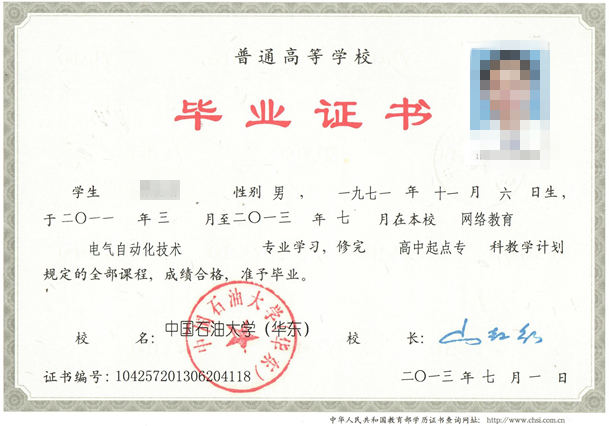 普通高等学校
毕业证书
学生 性别 男 ， 一九七一 年 十一 月 六 日生，
于二〇一一 年 三 月至二〇一三 年 七 月在本校 网络教育
电气自动化技术 专业学习，修完 高中起点专 科教学计划
规定的全部课程，成绩合格，准予毕业。
校 名：中国石油大学（华东） 校 长：
中国石油大学（华东）
证书编号：104257201306204118 二〇一三 年 七 月 一 日
中华人民共和国教育部学历证书查询网址： http://www.chsi.com.cn